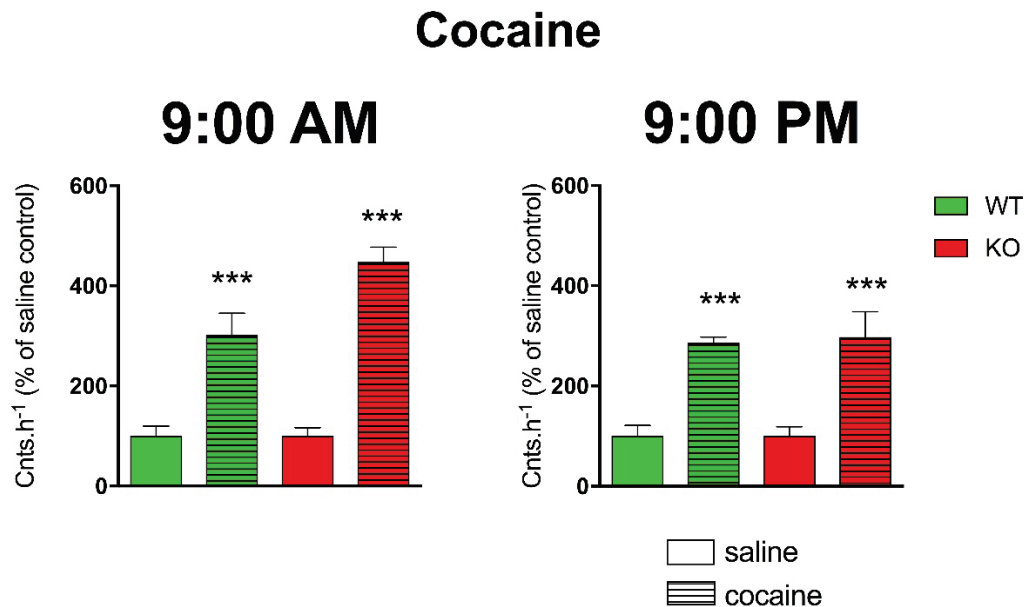 Cocaine
9:00 AM
9:00 PM
Cnts.h⁻¹ (% of saline control)
600
400
200
0
***
***
Cnts.h⁻¹ (% of saline control)
600
400
200
0
***
***
WT
KO
saline
cocaine